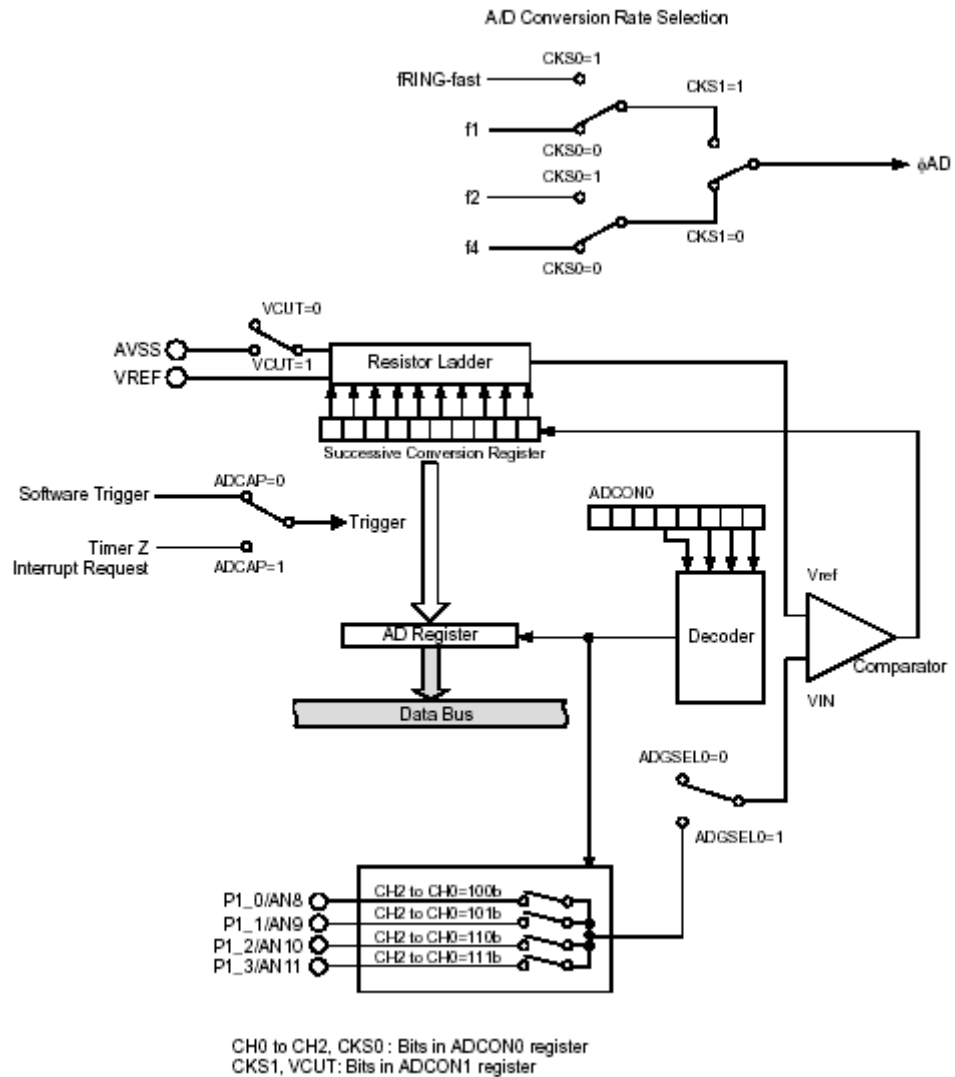 A/D Conversion Rate Selection
CKS0=1
fRING-fast
CKS1=1
f1
CKS0=0
CKS0=1
φAD
f2
CKS1=0
f4
CKS0=0
VCUT=0
AVSS
VCUT=1
VREF
Resistor Ladder
Successive Conversion Register
ADCAP=0
Software Trigger
Trigger
Timer Z
Interrupt Request
ADCAP=1
ADCON0
Vref
AD Register
Decoder
Comparator
VIN
Data Bus
ADGSEL0=0
ADGSEL0=1
P1_0/AN8
CH2 to CH0=100b
P1_1/AN9
CH2 to CH0=101b
P1_2/AN10
CH2 to CH0=110b
P1_3/AN11
CH2 to CH0=111b
CH0 to CH2, CKS0 : Bits in ADCON0 register
CKS1, VCUT: Bits in ADCON1 register